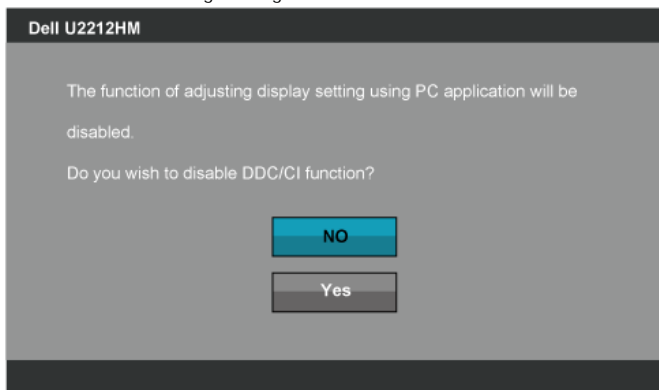 Dell U2212HM
The function of adjusting display setting using PC application will be
disabled.
Do you wish to disable DDC/CI function?
NO
Yes